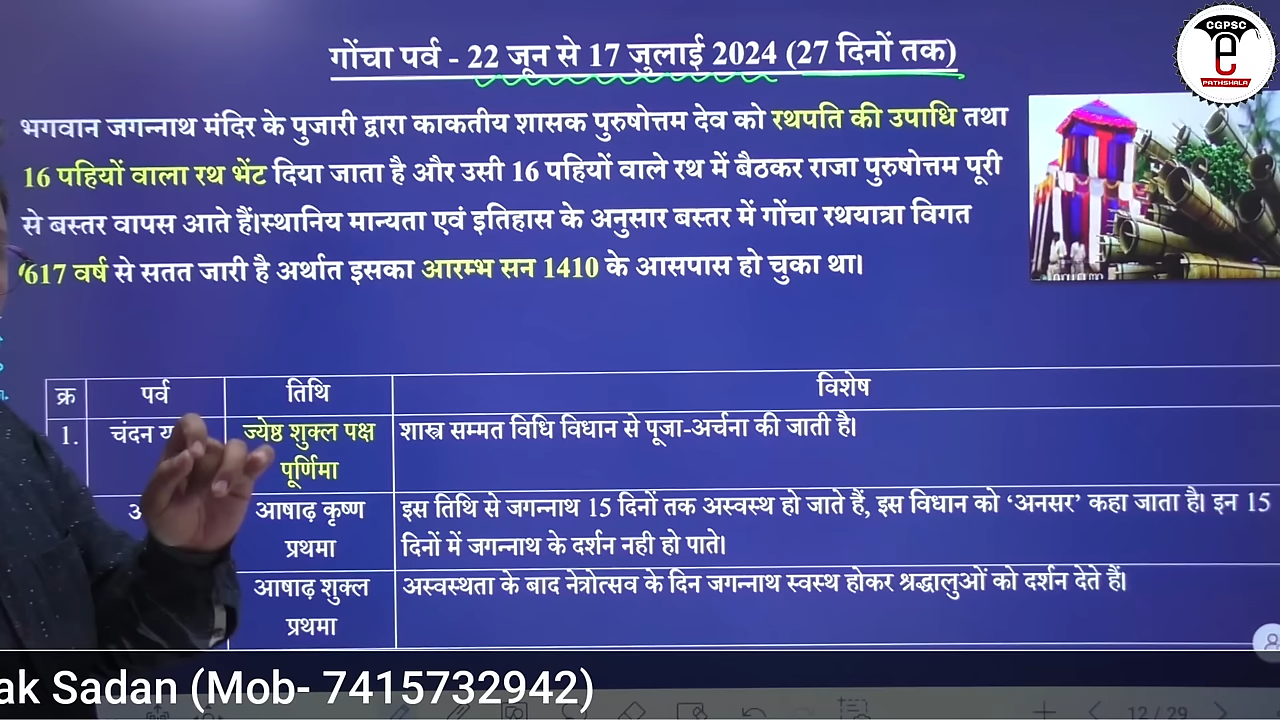 CGPSC
e
PATHSHALA
गोंचा पर्व - 22 जून से 17 जुलाई 2024 (27 दिनों तक)
भगवान जगन्नाथ मंदिर के पुजारी द्वारा काकतीय शासक पुरुषोत्तम देव को रथपति की उपाधि तथा
16 पहियों वाला रथ भेंट दिया जाता है और उसी 16 पहियों वाले रथ में बैठकर राजा पुरुषोत्तम पूरी
से बस्तर वापस आते हैं।स्थानिय मान्यता एवं इतिहास के अनुसार बस्तर में गोंचा रथयात्रा विगत
617 वर्ष से सतत जारी है अर्थात इसका आरम्भ सन 1410 के आसपास हो चुका था।
क्र पर्व तिथि विशेष
1. चंदन ज्येष्ठ शुक्ल पक्ष शास्त्र सम्मत विधि विधान से पूजा-अर्चना की जाती है।
पूर्णिमा
आषाढ़ कृष्ण इस तिथि से जगन्नाथ 15 दिनों तक अस्वस्थ हो जाते हैं, इस विधान को ‘अनसर’ कहा जाता है। इन 15
प्रथमा दिनों में जगन्नाथ के दर्शन नही हो पाते।
आषाढ़ शुक्ल अस्वस्थता के बाद नेत्रोत्सव के दिन जगन्नाथ स्वस्थ होकर श्रद्धालुओं को दर्शन देते हैं।
प्रथमा
ak Sadan (Mob- 7415732942)
12 / 29